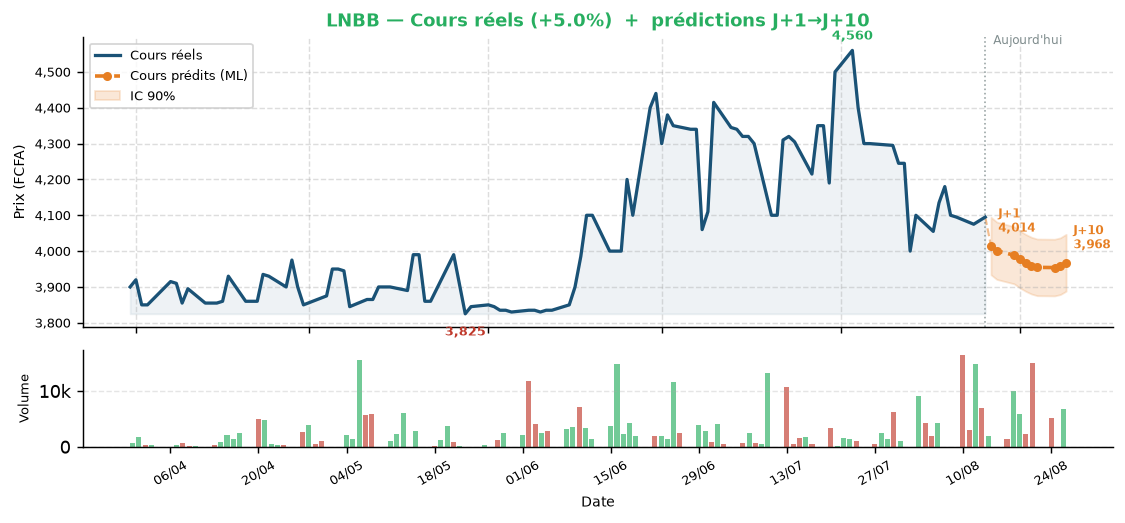 LNBB — Cours réels (+5.0%) + prédictions J+1→J+10
4,560
Aujourd'hui
Cours réels
Cours prédits (ML)
IC 90%
4,500
4,400
4,300
4,200
4,100
4,000
3,900
3,800
Prix (FCFA)
J+1
4,014
J+10
3,968
3,825
10k
0
Volume
06/04
20/04
04/05
18/05
01/06
15/06
29/06
13/07
27/07
10/08
24/08
Date